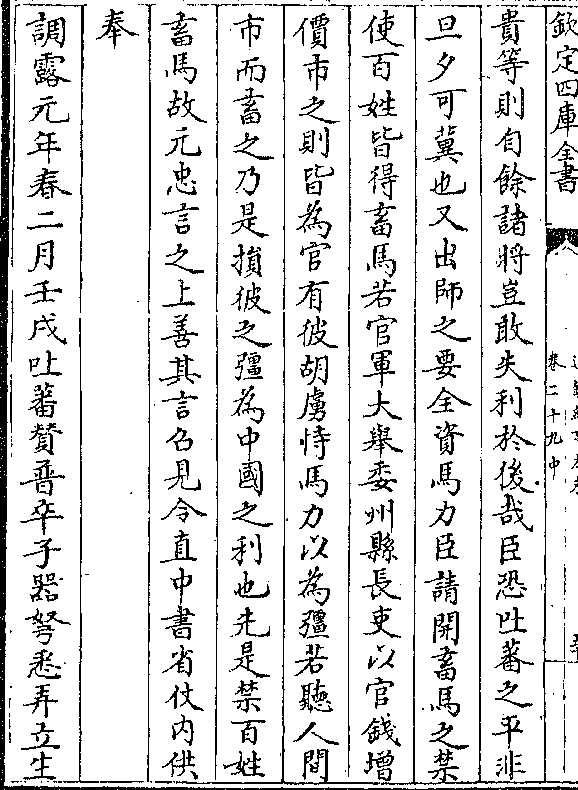 欽定四庫全書
卷二十九中
貴等則自餘諸將豈敢失利於後哉臣恐吐蕃之平非
旦夕可冀也又出師之要全資馬力臣請開畜馬之禁
使百姓皆得畜馬若官軍大舉委州縣長吏以官錢增
價市之則皆為官有彼胡虜恃馬力以為彊若聽人間
市而畜之乃是損彼之彊為中國之利也先是禁百姓
畜馬故元忠言之上善其言召見令直中書省仗內供
奉
調露元年春二月壬戌吐蕃贊普卒子器弩悉弄立生